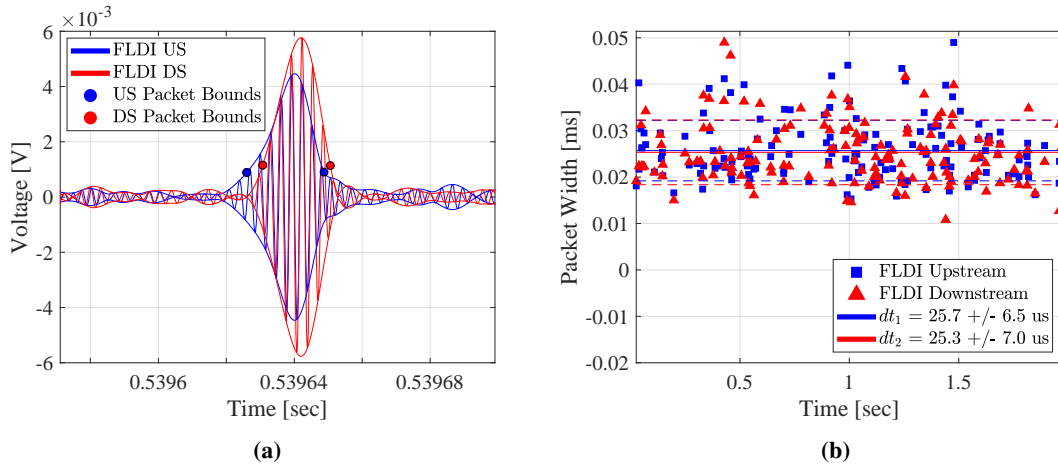 ×10⁻³
FLDI US
FLDI DS
US Packet Bounds
DS Packet Bounds
6
4
2
0
-2
-4
-6
Voltage [V]
0.5396
0.53964
0.53968
Time [sec]
(a)
0.05
0.04
0.03
0.02
0.01
0
-0.01
-0.02
Packet Width [ms]
FLDI Upstream
FLDI Downstream
dt₁ = 25.7 +/- 6.5 us
dt₂ = 25.3 +/- 7.0 us
0.5
1
1.5
Time [sec]
(b)